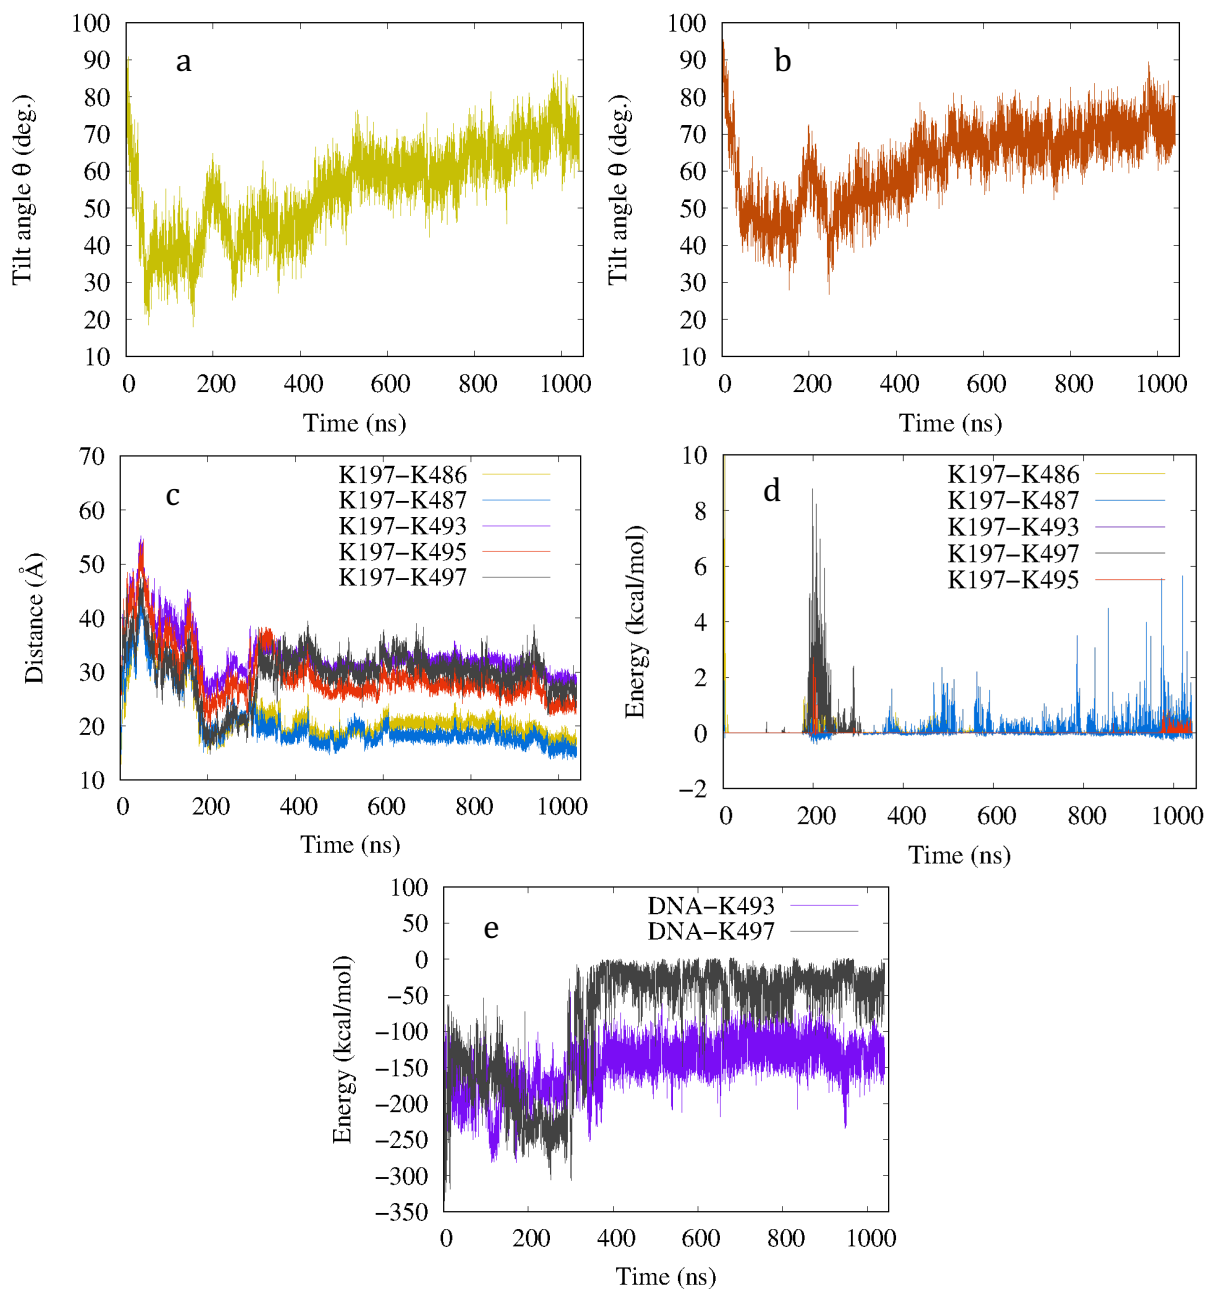 a
Tilt angle θ (deg.)
100
90
80
70
60
50
40
30
20
10
0 200 400 600 800 1000
Time (ns)
b
Tilt angle θ (deg.)
100
90
80
70
60
50
40
30
20
10
0 200 400 600 800 1000
Time (ns)
c
Distance (Å)
70
60
50
40
30
20
10
K197−K486
K197−K487
K197−K493
K197−K495
K197−K497
0 200 400 600 800 1000
Time (ns)
d
Energy (kcal/mol)
10
8
6
4
2
0
−2
K197−K486
K197−K487
K197−K493
K197−K497
K197−K495
0 200 400 600 800 1000
Time (ns)
e
Energy (kcal/mol)
100
50
0
−50
−100
−150
−200
−250
−300
−350
DNA−K493
DNA−K497
0 200 400 600 800 1000
Time (ns)